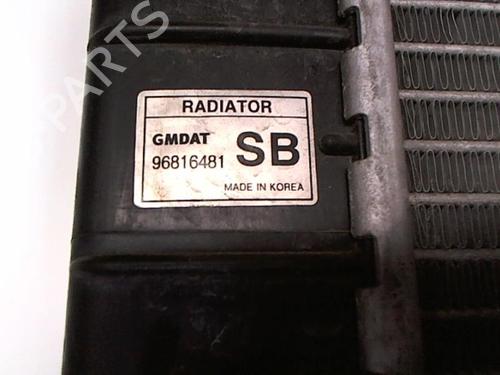 RADIATOR
GMDAT
96816481 SB
MADE IN KOREA
PARTS